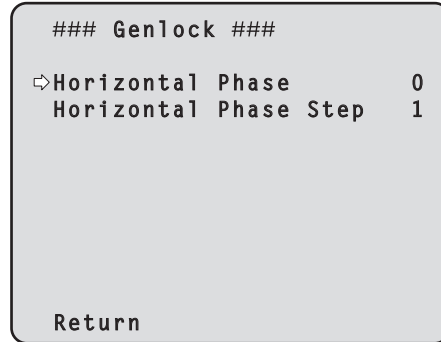 ### Genlock ###
⇨Horizontal Phase 0
Horizontal Phase Step 1
Return